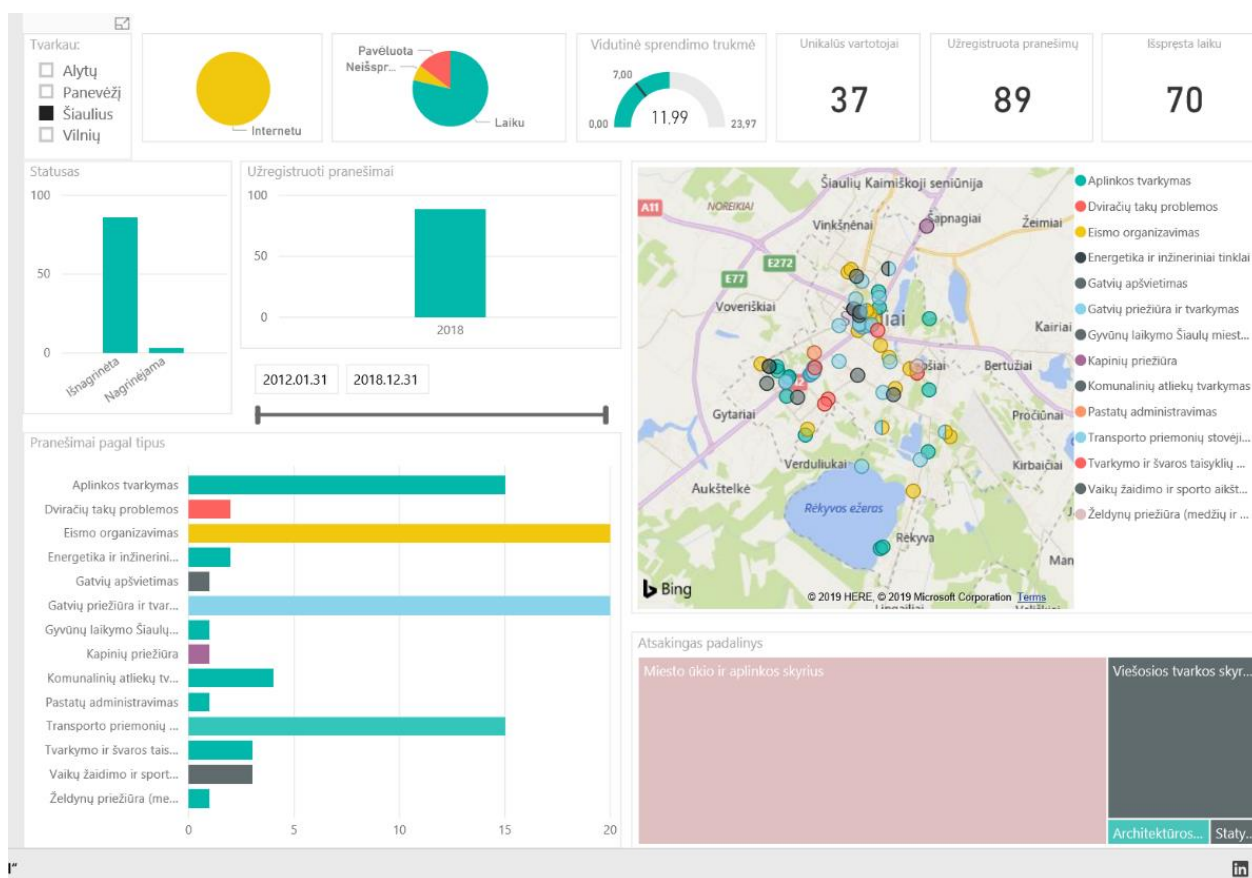 Tvarkau:
Alytų
Panevėžį
Šiaulius
Vilnių
Internetu
Pavėluota
Neišspr...
Laiku
Vidutinė sprendimo trukmė
7,00
0,00
11,99
23,97
Unikalūs vartotojai
37
Užregistruota pranešimų
89
Išspręsta laiku
70
Statusas
100
50
0
Išnagrinėta
Nagrinėjama
Užregistruoti pranešimai
100
50
0
2018
2012.01.31
2018.12.31
Pranešimai pagal tipus
Aplinkos tvarkymas
Dviračių takų problemos
Eismo organizavimas
Energetika ir inžinerini...
Gatvių apšvietimas
Gatvių priežiūra ir tvar...
Gyvūnų laikymo Šiaulų...
Kapinių priežiūra
Komunalinių atliekų tv...
Pastatų administravimas
Transporto priemonių ...
Tvarkymo ir švaros tais...
Vaikų žaidimo ir sport...
Želdynų priežiūra (me...
0 5 10 15 20
Šiaulių Kaimiškoji seniūnija
A11
NOREIKIAI
Vinkšnėnai
Šapnagiai
Žeimiai
E272
E77
Voveriškiai
Kairiai
Bertužiai
Gytariai
Pročiūnai
Verduliukai
Kirbaičiai
Aukštelkė
Rėkyvos ežeras
Rėkyva
Man
Bing
© 2019 HERE, © 2019 Microsoft Corporation Terms
Aplinkos tvarkymas
Dviračių takų problemos
Eismo organizavimas
Energetika ir inžineriniai tinklai
Gatvių apšvietimas
Gatvių priežiūra ir tvarkymas
Gyvūnų laikymo Šiaulų miest...
Kapinių priežiūra
Komunalinių atliekų tvarkymas
Pastatų administravimas
Transporto priemonių stovėji...
Tvarkymo ir švaros taisyklių ...
Vaikų žaidimo ir sporto aikšt...
Želdynų priežiūra (medžių ir ...
Atsakingas padalinys
Miesto ūkio ir aplinkos skyrius
Viešosios tvarkos skyr...
Architektūros...
Staty...
I“
in